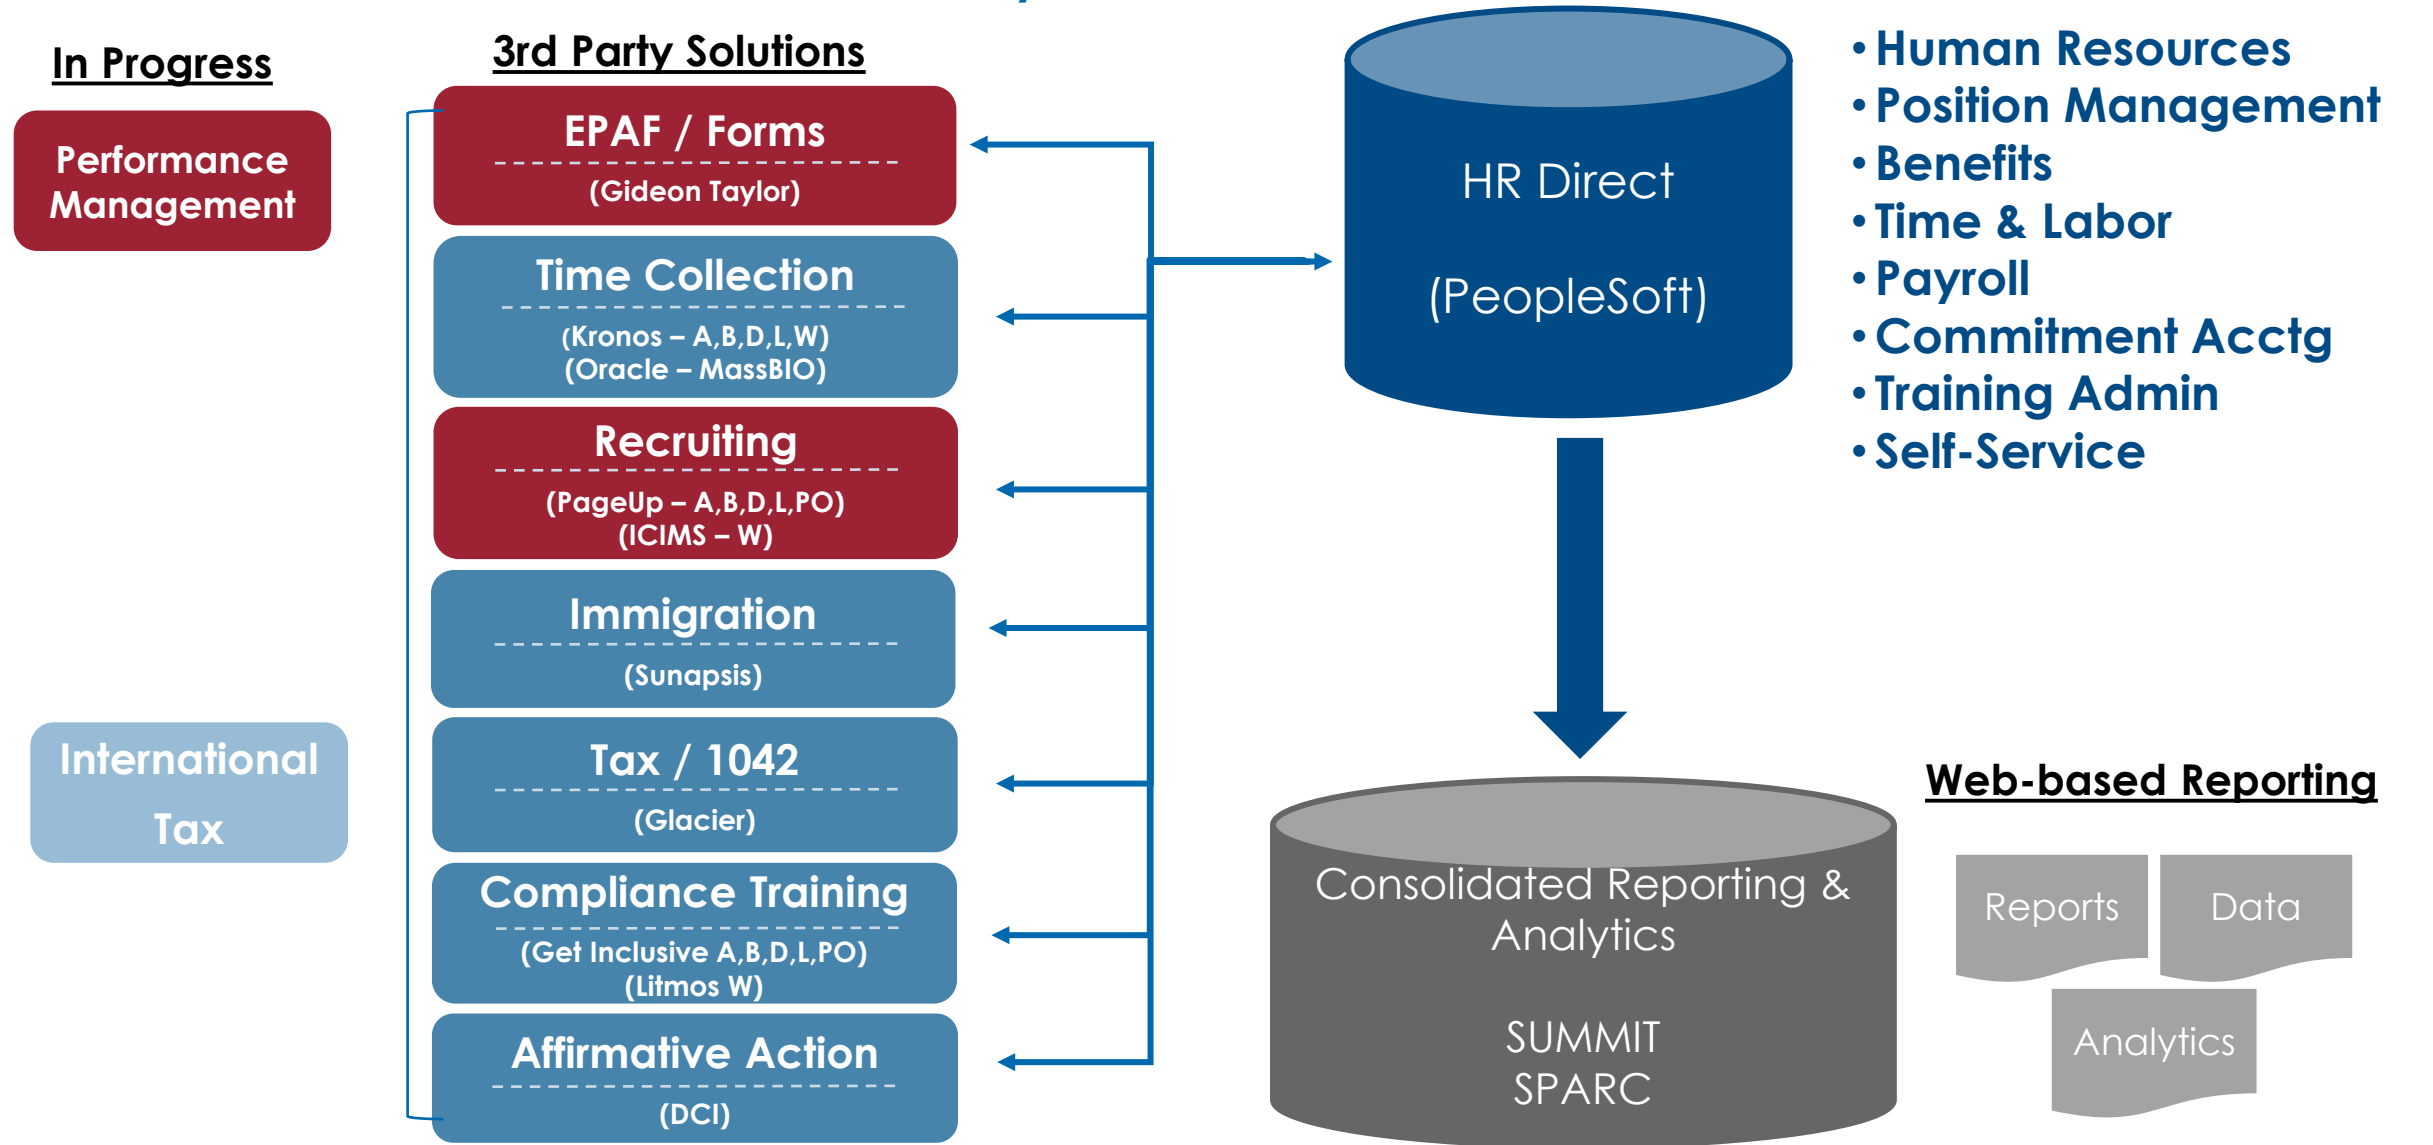 In Progress
Performance
Management
International
Tax
3rd Party Solutions
EPAF / Forms
(Gideon Taylor)
Time Collection
(Kronos – A,B,D,L,W)
(Oracle – MassBIO)
Recruiting
(PageUp – A,B,D,L,PO)
(ICIMS – W)
Immigration
(Sunapsis)
Tax / 1042
(Glacier)
Compliance Training
(Get Inclusive A,B,D,L,PO)
(Litmos W)
Affirmative Action
(DCI)
HR Direct
(PeopleSoft)
• Human Resources
• Position Management
• Benefits
• Time & Labor
• Payroll
• Commitment Acctg
• Training Admin
• Self-Service
Consolidated Reporting &
Analytics
SUMMIT
SPARC
Web-based Reporting
Reports
Data
Analytics